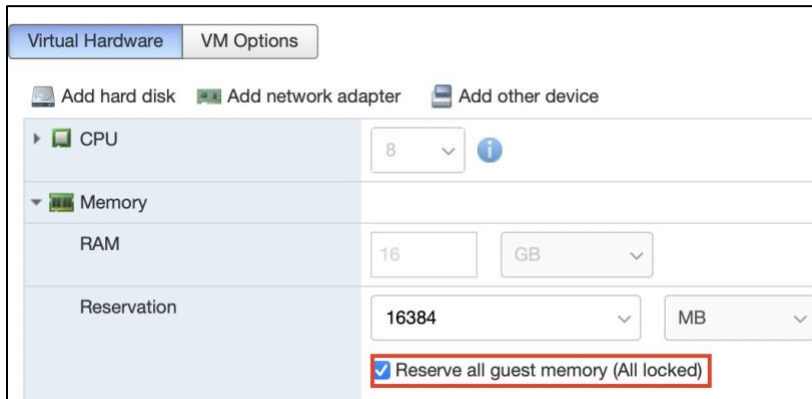 Virtual Hardware VM Options
Add hard disk Add network adapter Add other device
CPU 8
Memory
RAM 16 GB
Reservation 16384 MB
Reserve all guest memory (All locked)